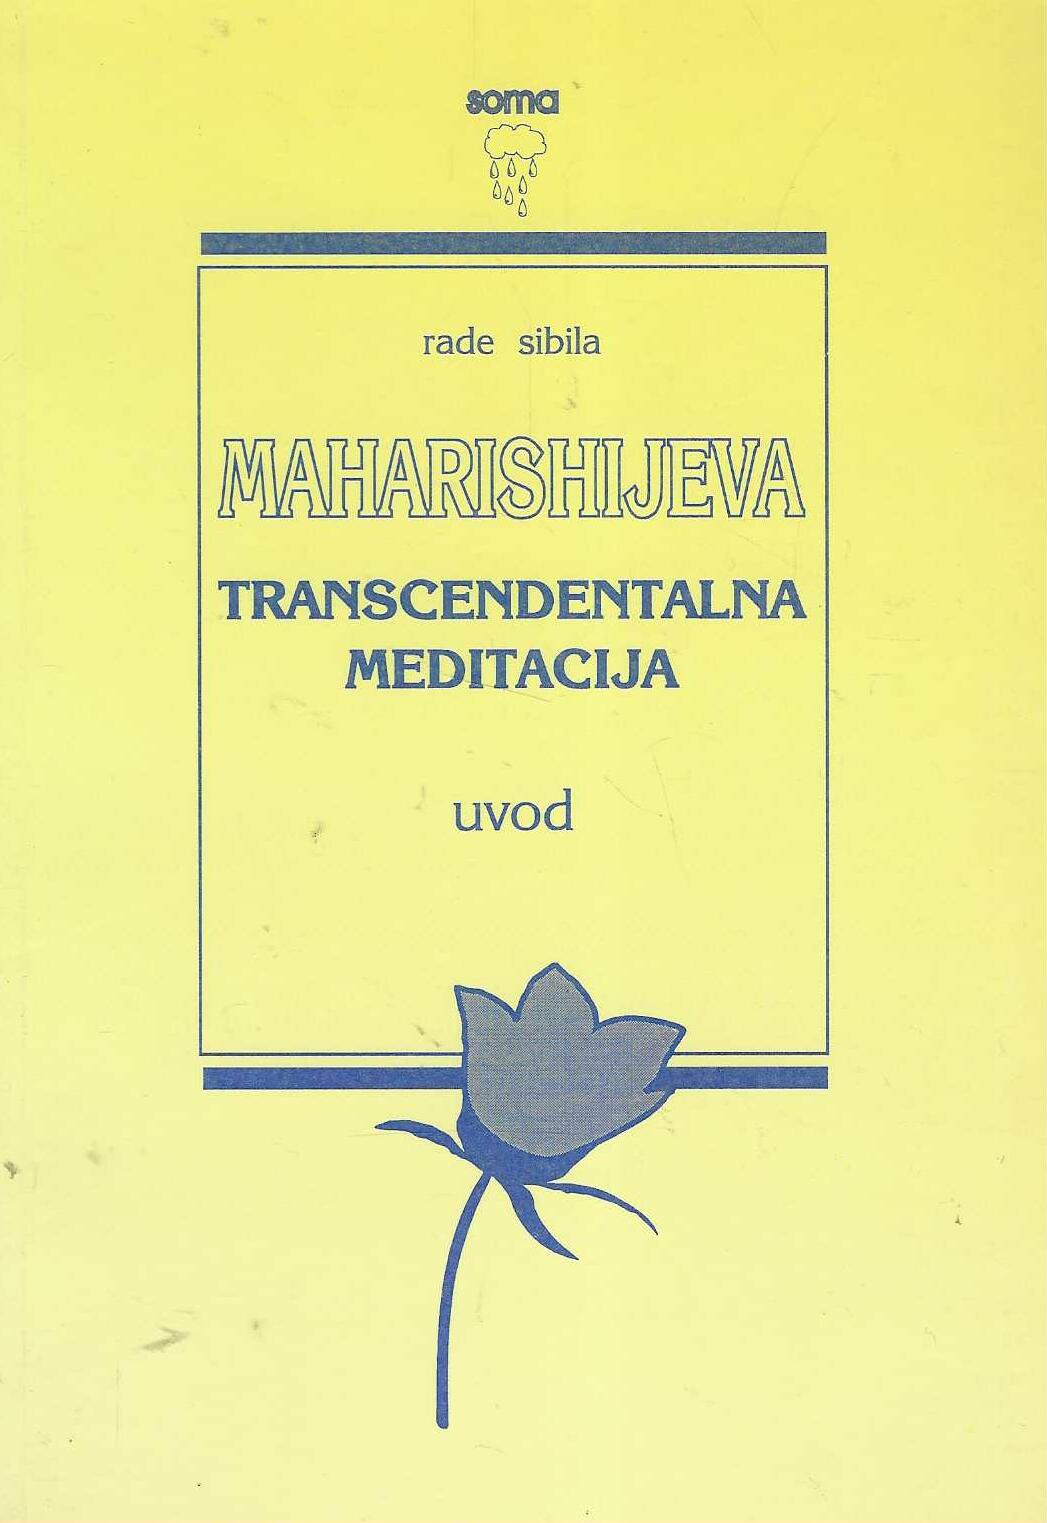 soma
rade sibila
MAHARISHIJEVA
TRANSCENDENTALNA
MEDITACIJA
uvod